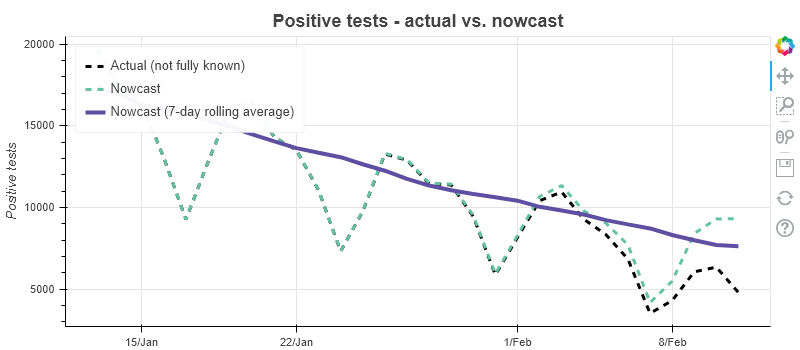 Positive tests - actual vs. nowcast
20000
15000
10000
5000
Positive tests
Actual (not fully known)
Nowcast
Nowcast (7-day rolling average)
15/Jan
22/Jan
1/Feb
8/Feb
?